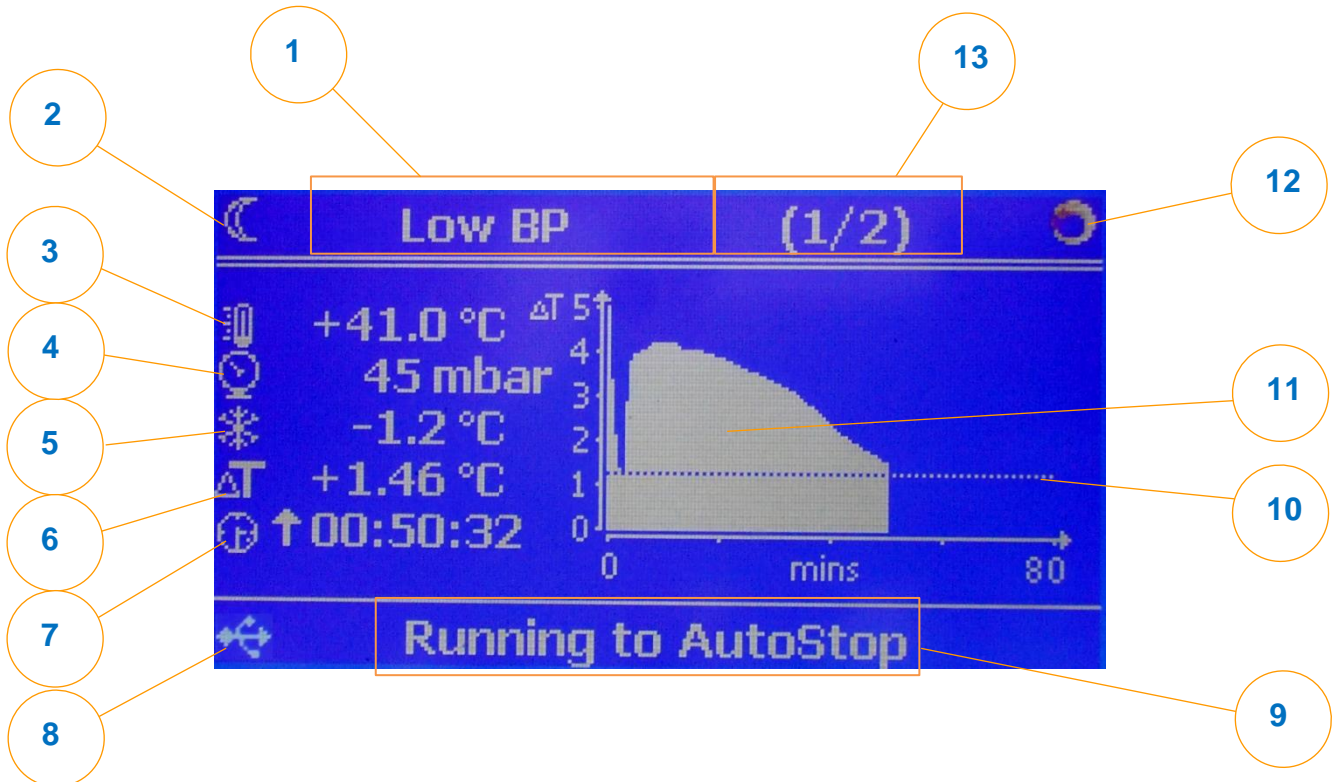 1
13
2
12
Low BP (1/2)
3
+41.0 °C
4
45 mbar
5
-1.2 °C
6
ΔT +1.46 °C
7
00:50:32
ΔT 5
4
3
2
1
0
0 mins 80
11
10
8
Running to AutoStop
9